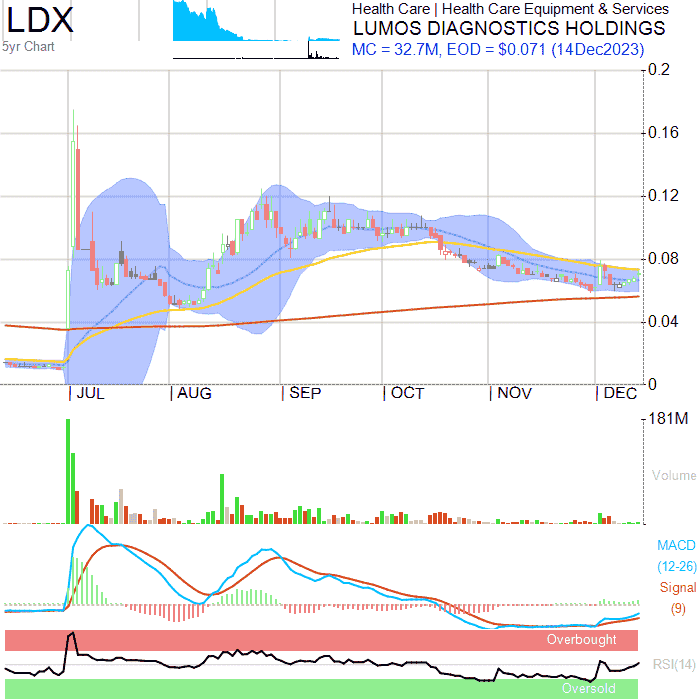 LDX
5yr Chart
Health Care | Health Care Equipment & Services
LUMOS DIAGNOSTICS HOLDINGS
MC = 32.7M, EOD = $0.071 (14Dec2023)
0.2
0.16
0.12
0.08
0.04
0
JUL AUG SEP OCT NOV DEC
181M
Volume
MACD
(12-26)
Signal
(9)
Overbought
RSI(14)
Oversold